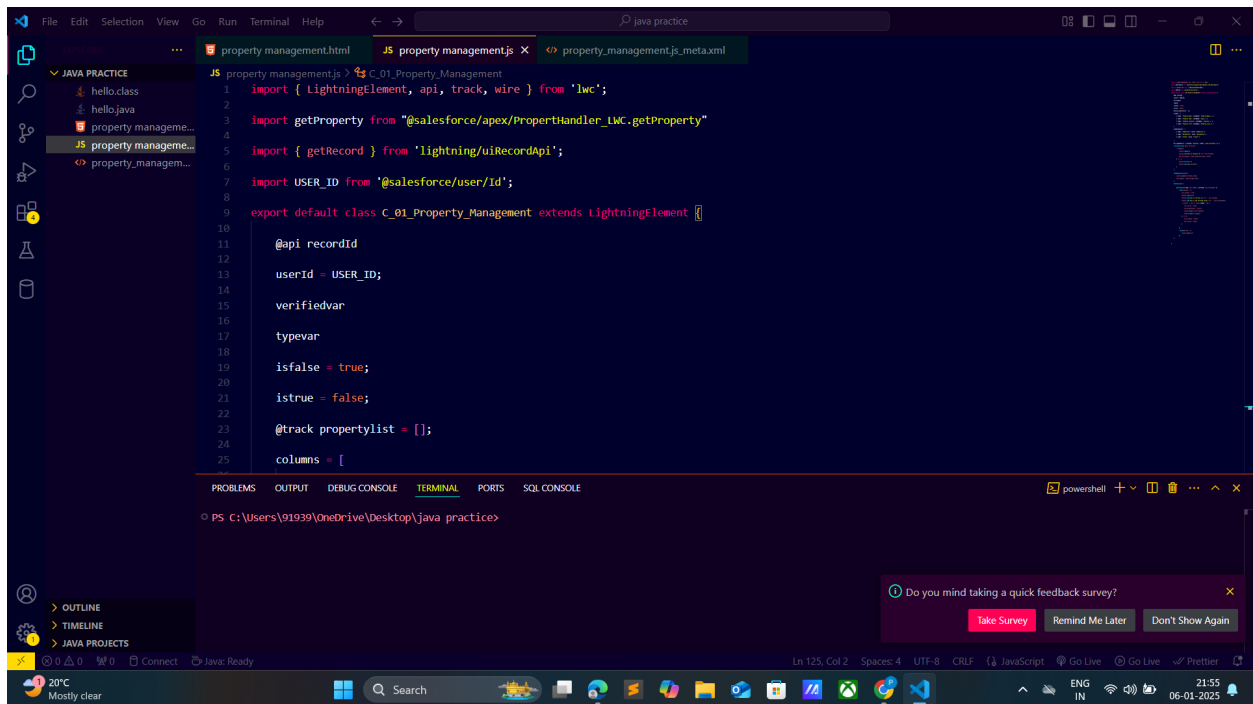 File Edit Selection View Go Run Terminal Help
java practice
property management.html
JS property management.js
property_management.js_meta.xml
JAVA PRACTICE
hello.class
hello.java
property manageme...
JS property manageme...
property_managem...
JS property management.js > C_01_Property_Management
1 import { LightningElement, api, track, wire } from 'lwc';
2
3 import getProperty from "@salesforce/apex/PropertHandler_LWC.getProperty"
4
5 import { getRecord } from 'lightning/uiRecordApi';
6
7 import USER_ID from '@salesforce/user/Id';
8
9 export default class C_01_Property_Management extends LightningElement {
10
11 @api recordId
12
13 userId = USER_ID;
14
15 verifiedvar
16
17 typevar
18
19 isfalse = true;
20
21 istrue = false;
22
23 @track propertylist = [];
24
25 columns = [
PROBLEMS OUTPUT DEBUG CONSOLE TERMINAL PORTS SQL CONSOLE
powershell
PS C:\Users\91939\OneDrive\Desktop\java practice>
4
Do you mind taking a quick feedback survey?
Take Survey Remind Me Later Don't Show Again
OUTLINE
TIMELINE
JAVA PROJECTS
1
0 0 0 Connect Java: Ready
Ln 125, Col 2 Spaces: 4 UTF-8 CRLF JavaScript Go Live Go Live Prettier
1
20°C
Mostly clear
Search
ENG
IN
21:55
06-01-2025